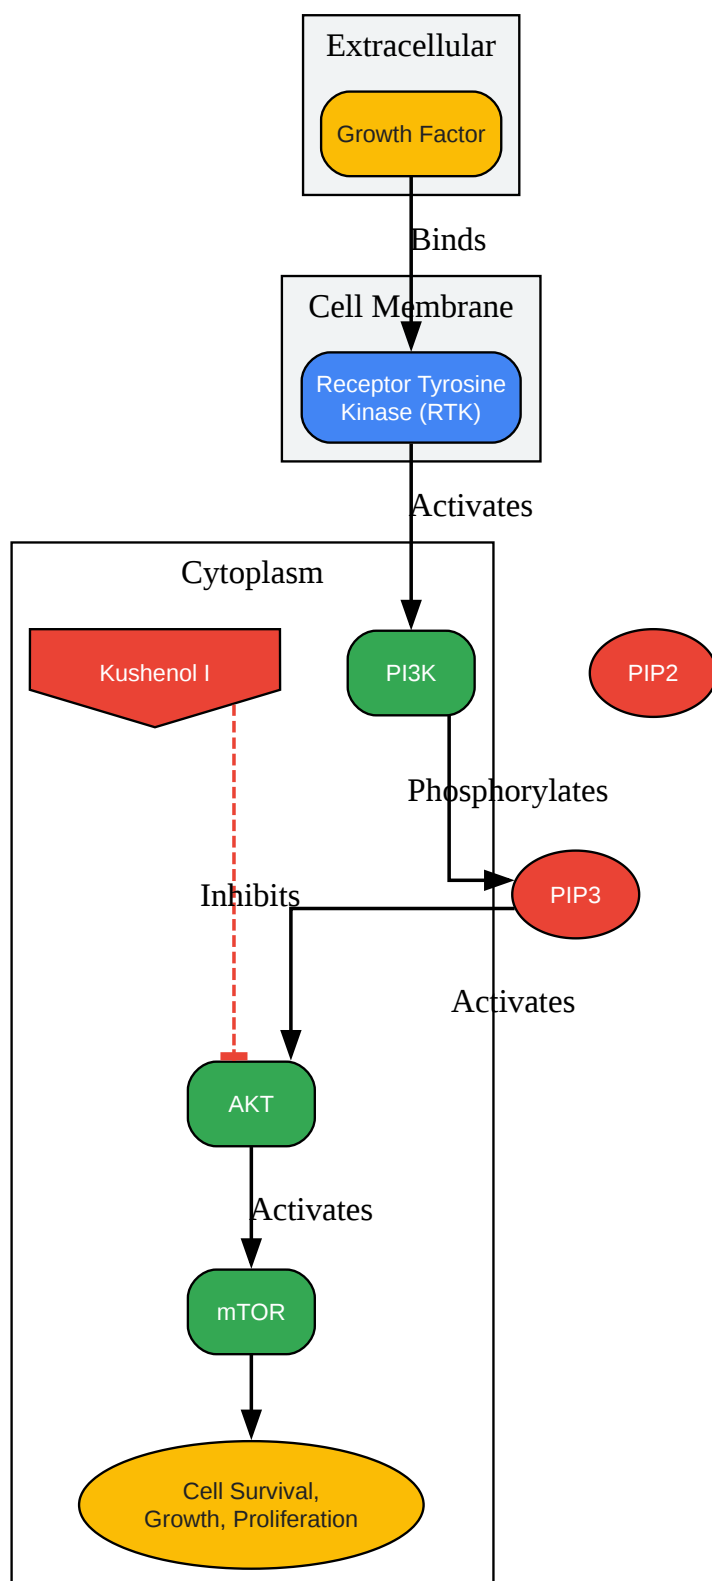 Extracellular
Growth Factor
Binds
Cell Membrane
Receptor Tyrosine
Kinase (RTK)
Activates
Cytoplasm
Kushenol I
PI3K
PIP2
Phosphorylates
Inhibits
PIP3
Activates
AKT
Activates
mTOR
Cell Survival,
Growth, Proliferation